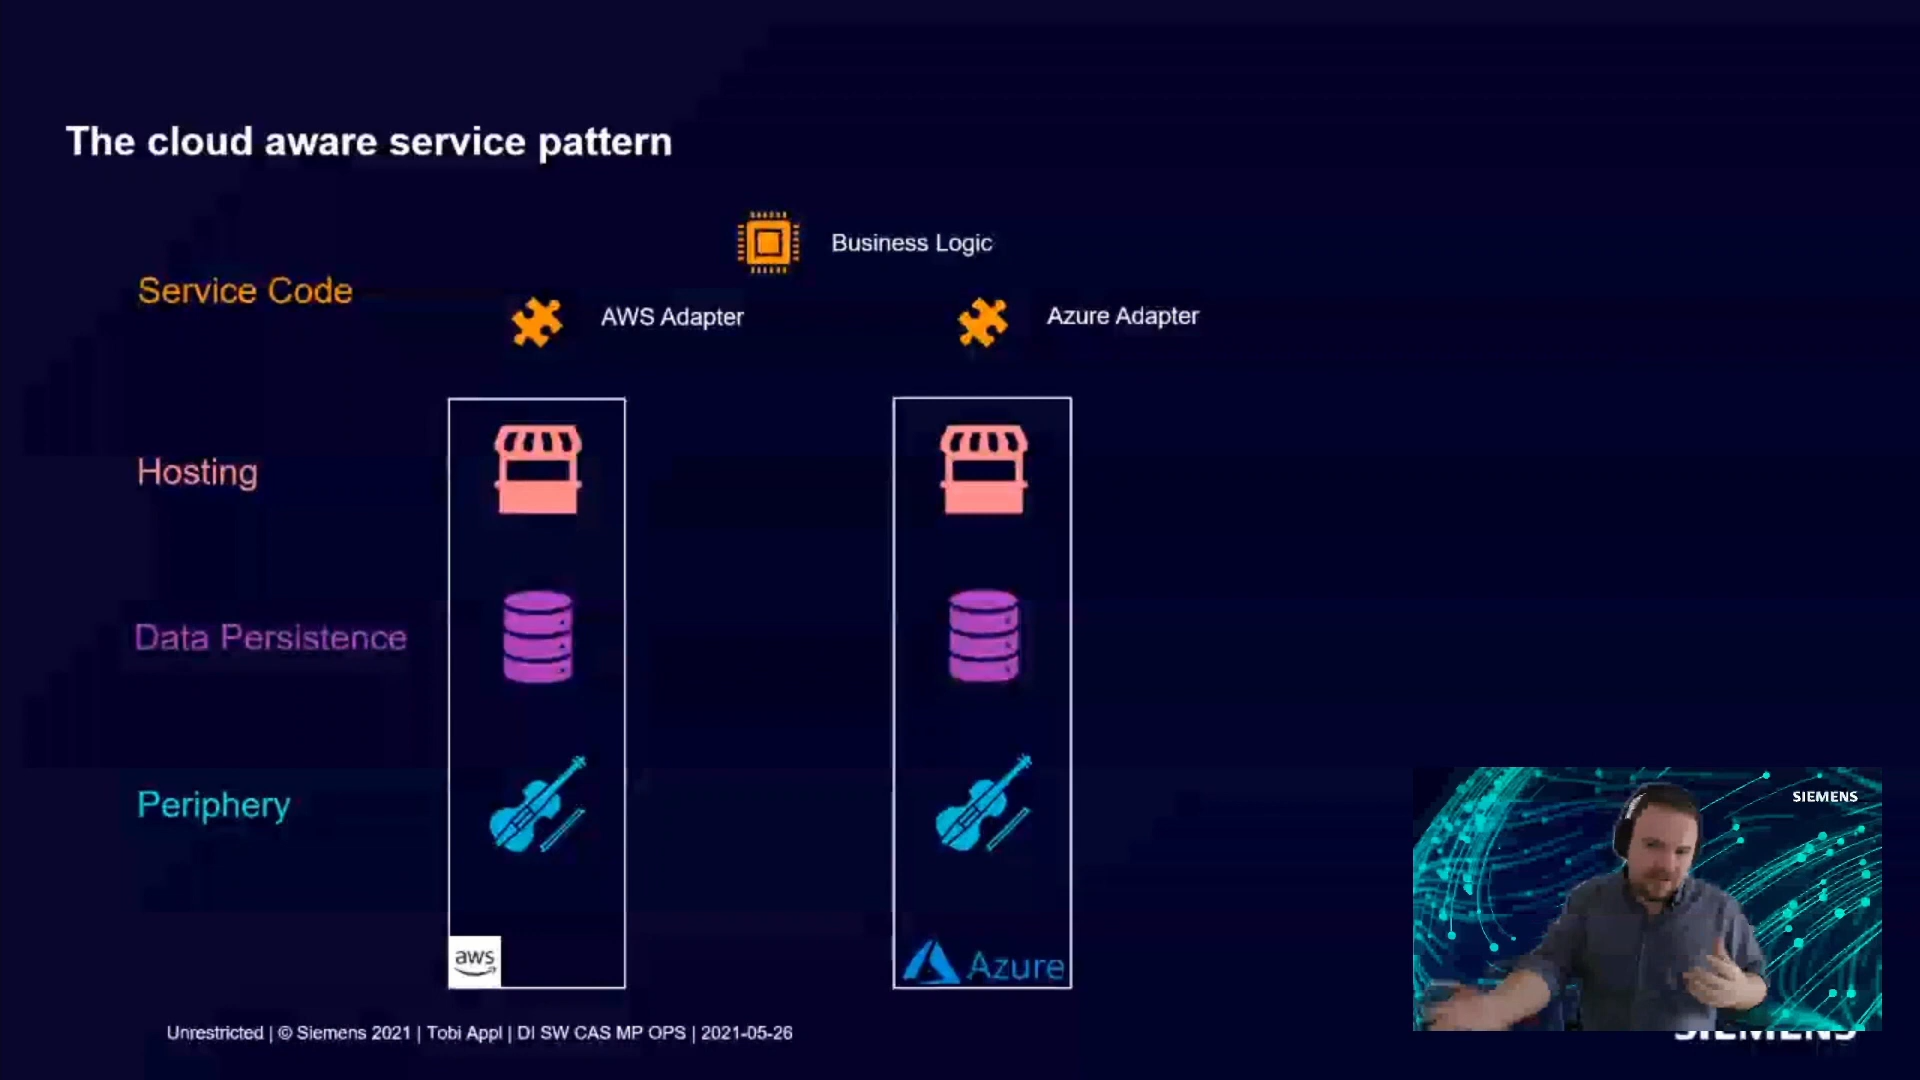 The cloud aware service pattern
Business Logic
Service Code
AWS Adapter
Azure Adapter
Hosting
Data Persistence
Periphery
SIEMENS
aws
Azure
Unrestricted | © Siemens 2021 | Tobi Appl | DI SW CAS MP OPS | 2021-05-26
SIEMENS